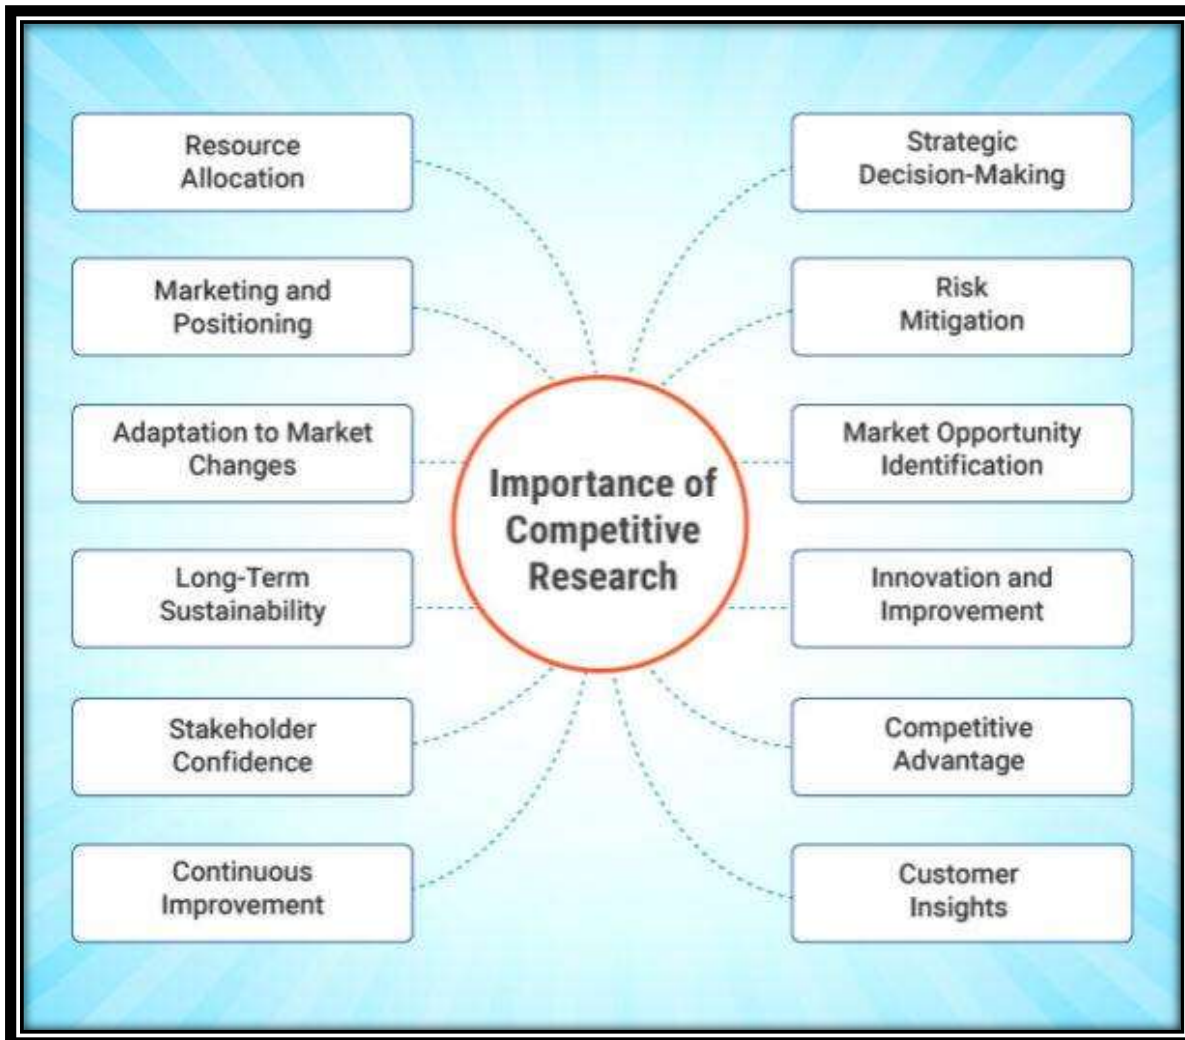 Resource
Allocation
Marketing and
Positioning
Adaptation to Market
Changes
Long-Term
Sustainability
Stakeholder
Confidence
Continuous
Improvement
Importance of
Competitive
Research
Strategic
Decision-Making
Risk
Mitigation
Market Opportunity
Identification
Innovation and
Improvement
Competitive
Advantage
Customer
Insights